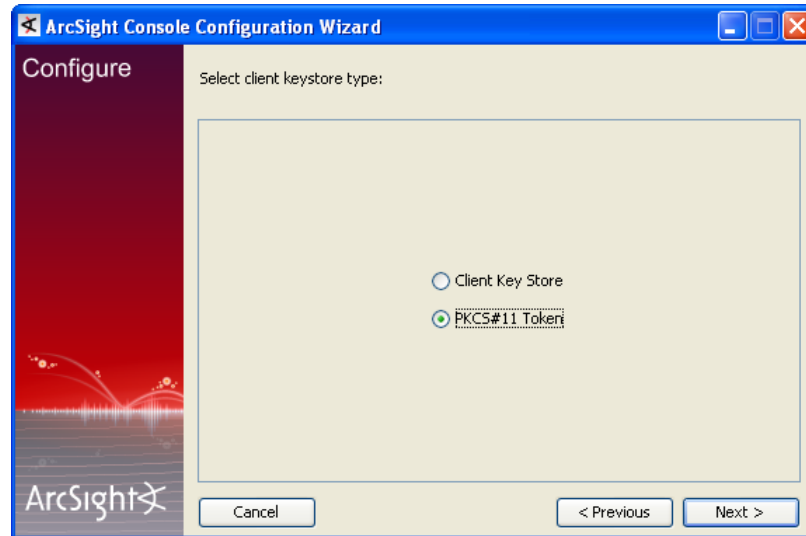 ArcSight Console Configuration Wizard
Configure
Select client keystore type:
Client Key Store
PKCS#11 Token
ArcSight
Cancel
< Previous
Next >